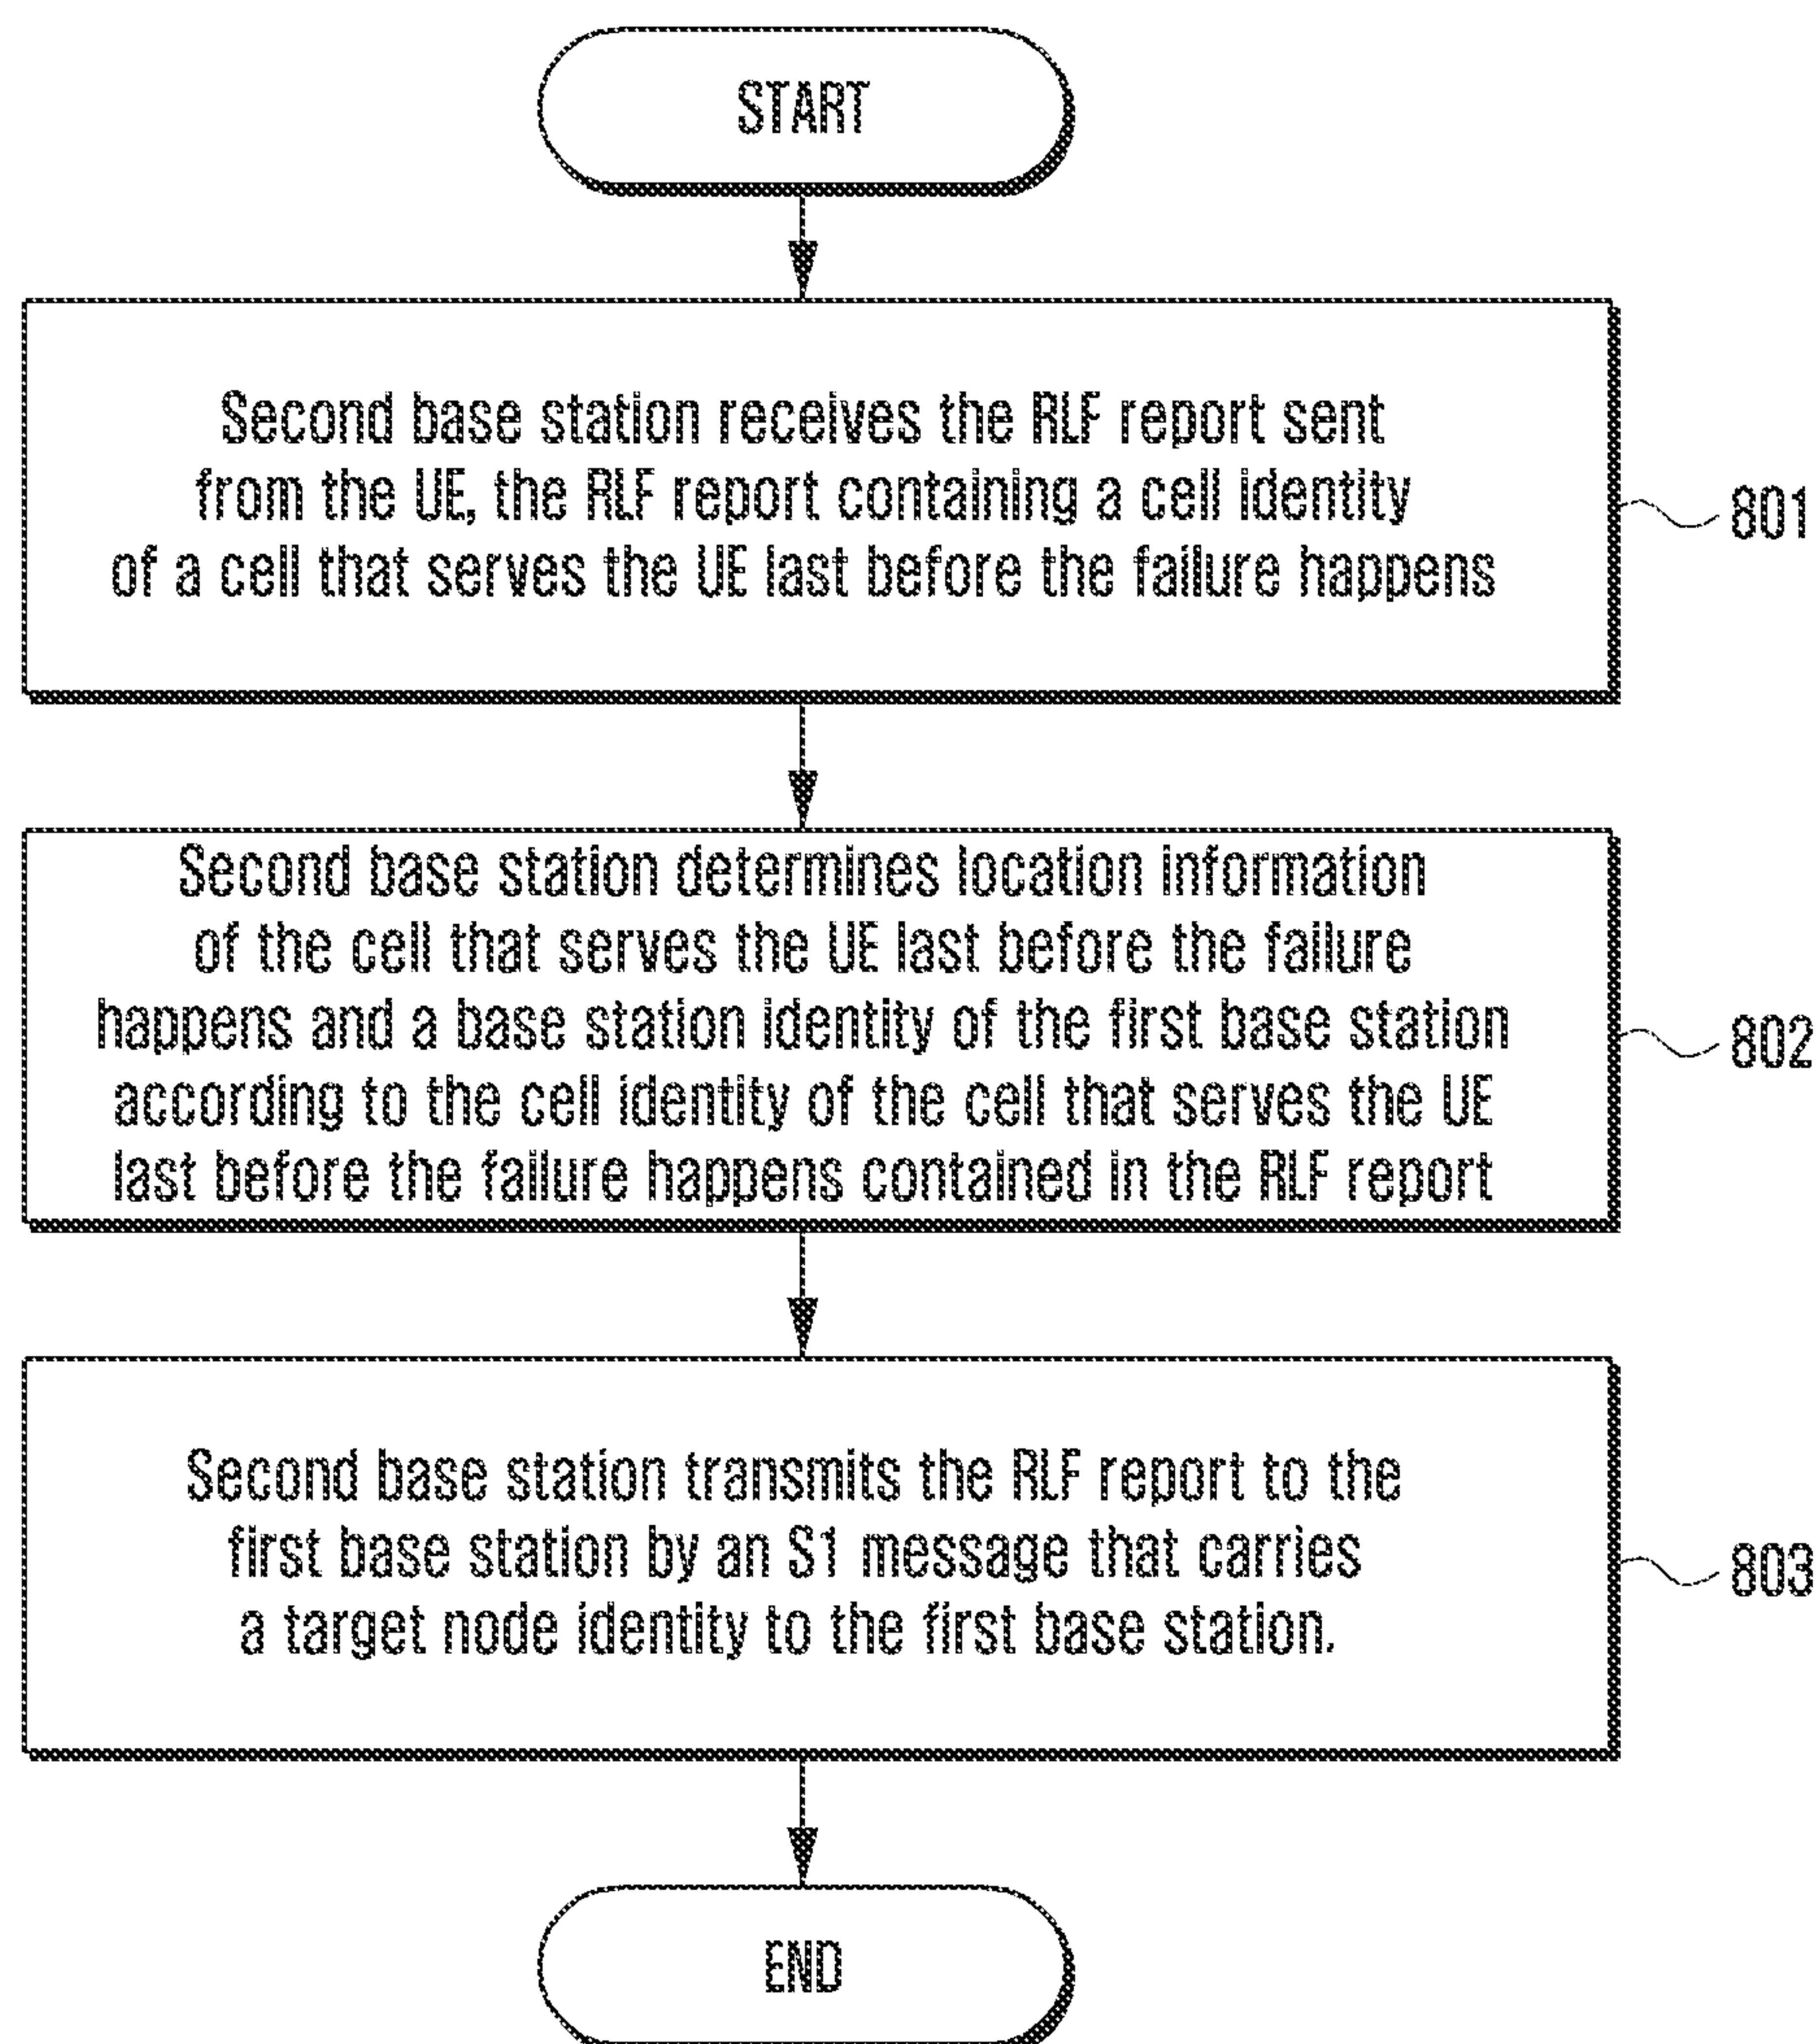 START
Second base station receives the RLF report sent
from the UE, the RLF report containing a cell identity
of a cell that serves the UE last before the failure happens
801
Second base station determines location information
of the cell that serves the UE last before the failure
happens and a base station identity of the first base station
according to the cell identity of the cell that serves the UE
last before the failure happens contained in the RLF report
802
Second base station transmits the RLF report to the
first base station by an S1 message that carries
a target node identity to the first base station.
803
END